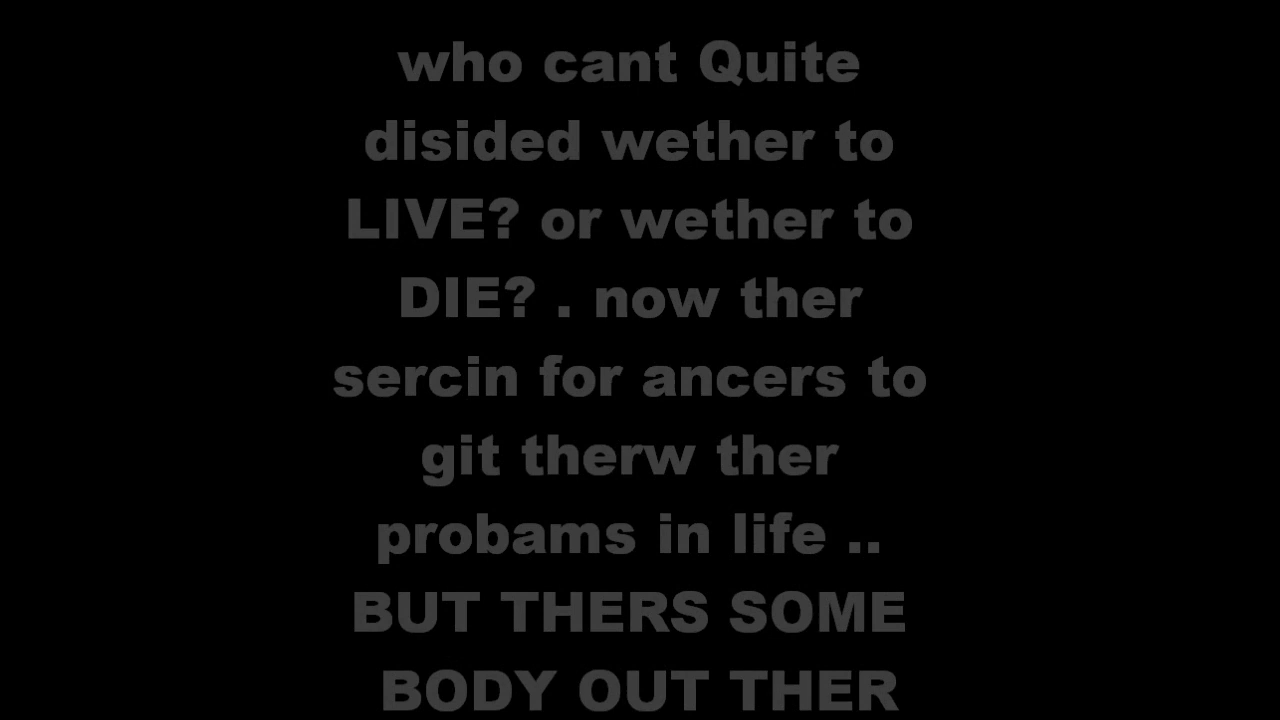 who cant Quite
disided wether to
LIVE? or wether to
DIE? . now ther
sercin for ancers to
git therw ther
probams in life ..
BUT THERS SOME
BODY OUT THER